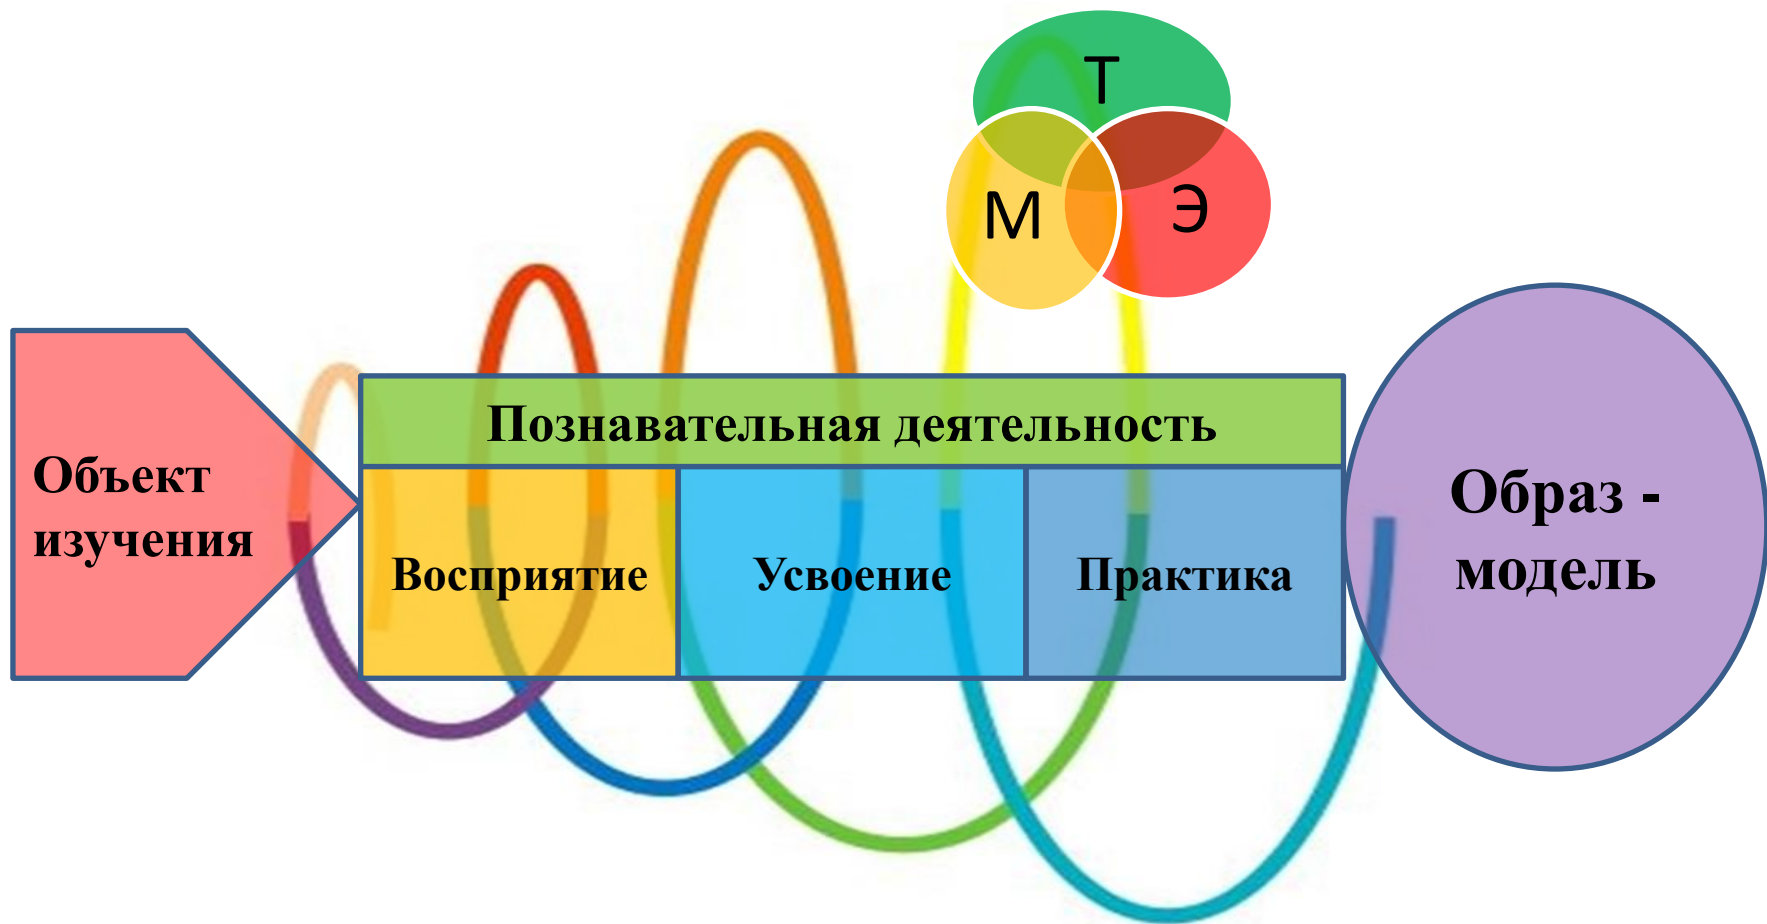 Т
М
Э
Объект
изучения
Познавательная деятельность
Восприятие
Усвоение
Практика
Образ -
модель